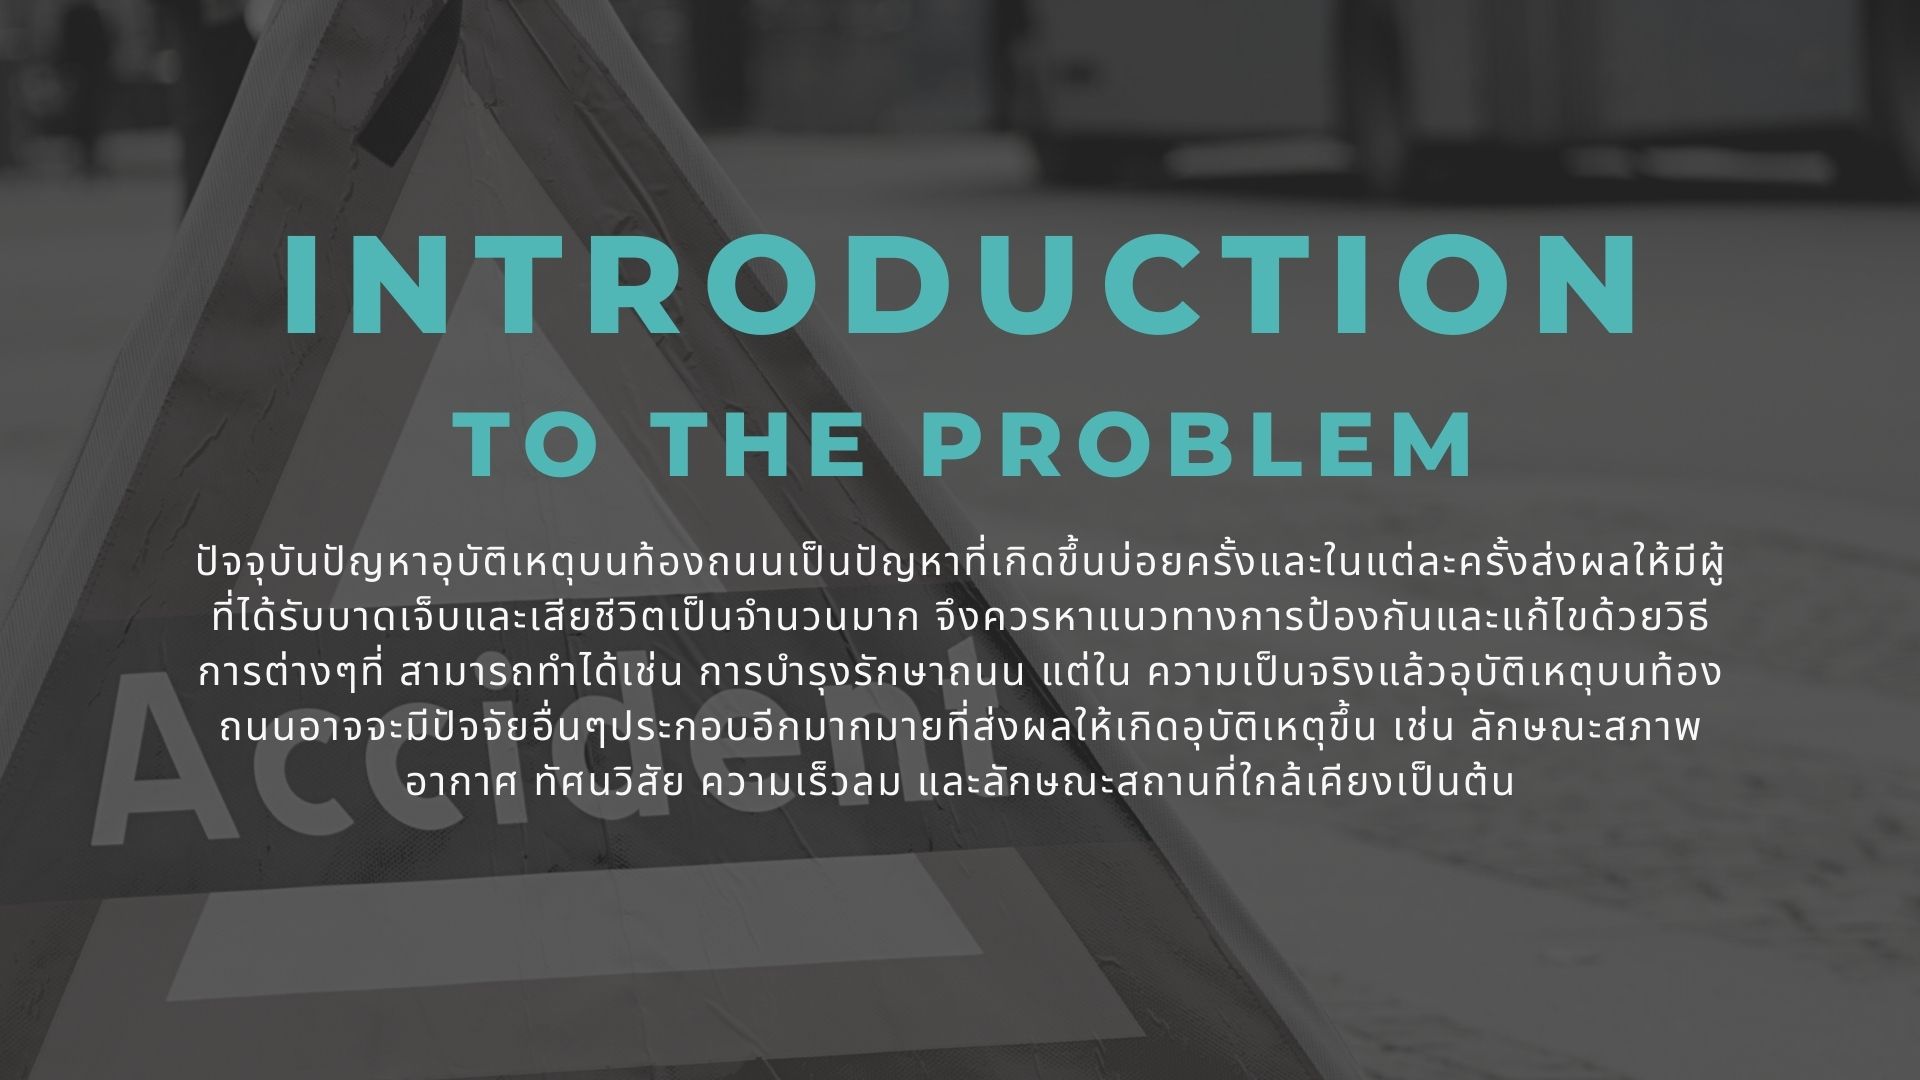 INTRODUCTION
TO THE PROBLEM
ปัจจุบันปัญหาอุบัติเหตุบนท้องถนนเป็นปัญหาที่เกิดขึ้นบ่อยครั้งและในแต่ละครั้งส่งผลให้มีผู้
ที่ได้รับบาดเจ็บและเสียชีวิตเป็นจำนวนมาก จึงควรหาแนวทางการป้องกันและแก้ไขด้วยวิธี
การต่างๆที่ สามารถทำได้เช่น การบำรุงรักษาถนน แต่ใน ความเป็นจริงแล้วอุบัติเหตุบนท้อง
ถนนอาจจะมีปัจจัยอื่นๆประกอบอีกมากมายที่ส่งผลให้เกิดอุบัติเหตุขึ้น เช่น ลักษณะสภาพ
อากาศ ทัศนวิสัย ความเร็วลม และลักษณะสถานที่ใกล้เคียงเป็นต้น
Accident